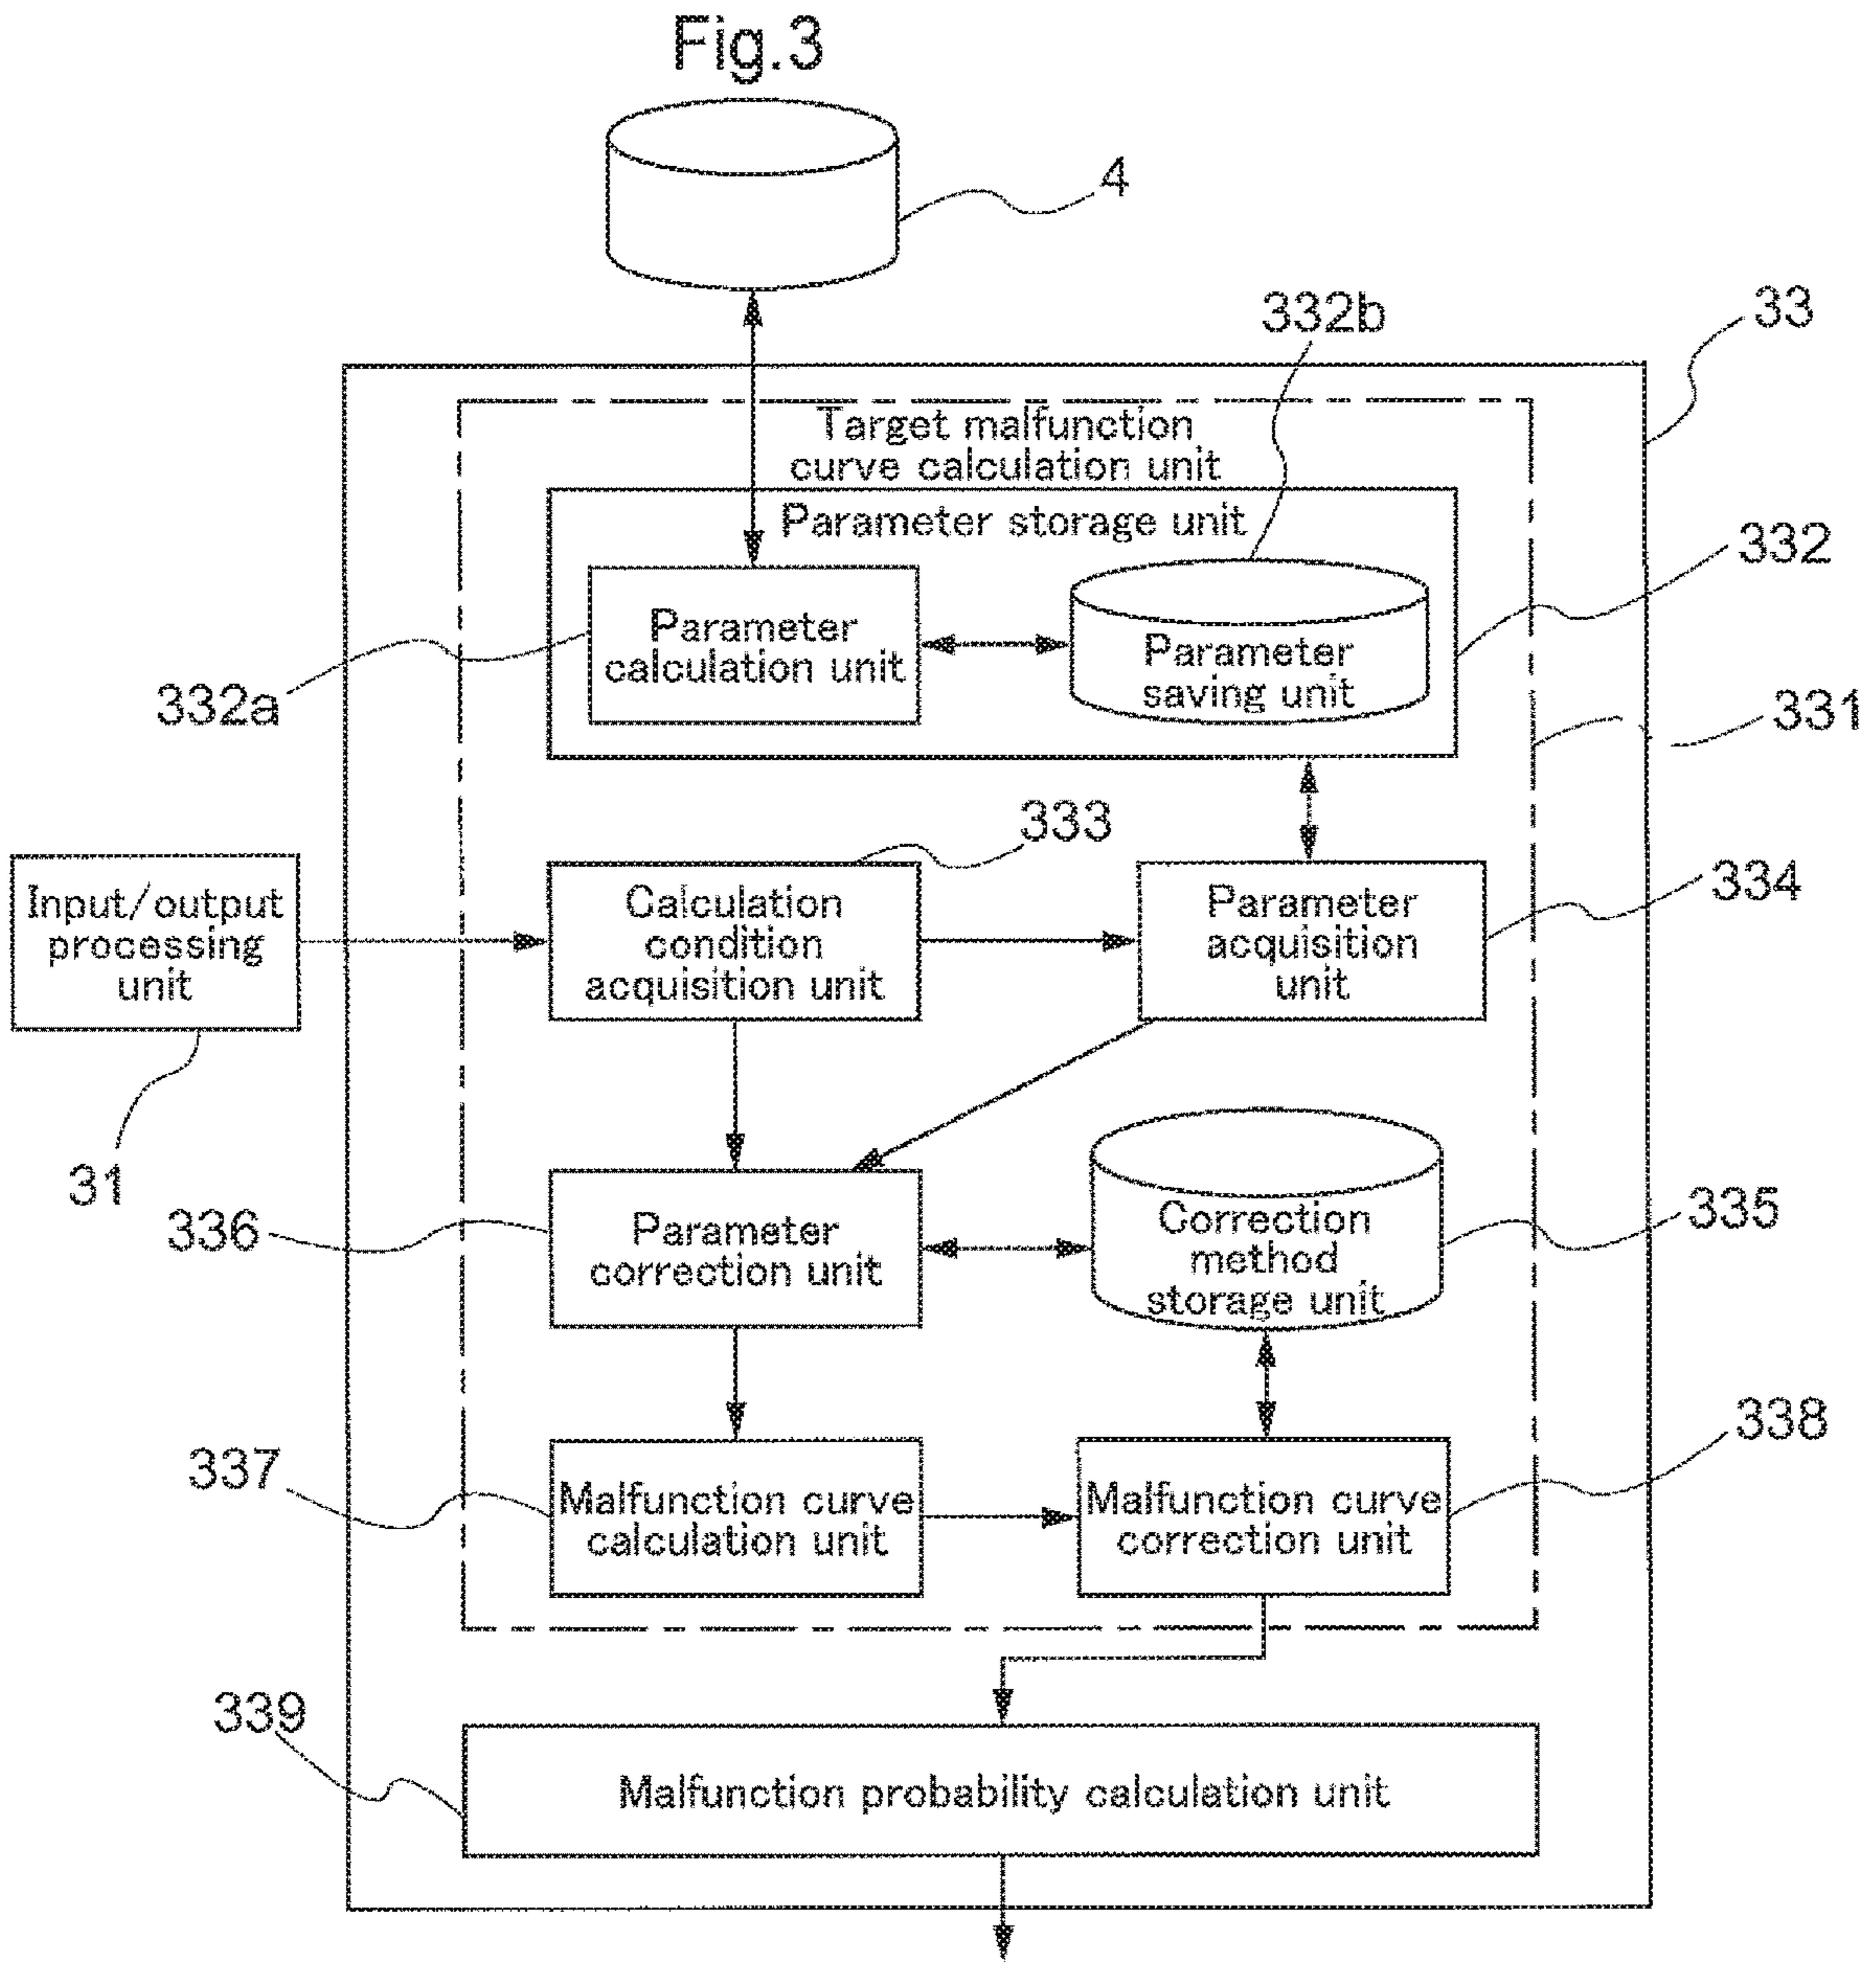 Fig.3
4
332b
33
Target malfunction
curve calculation unit
Parameter storage unit
332
Parameter
calculation unit
Parameter
saving unit
332a
331
333
Input/output
processing
unit
Calculation
condition
acquisition unit
Parameter
acquisition
unit
334
31
336
Parameter
correction unit
Correction
method
storage unit
335
337
Malfunction curve
calculation unit
Malfunction curve
correction unit
338
339
Malfunction probability calculation unit